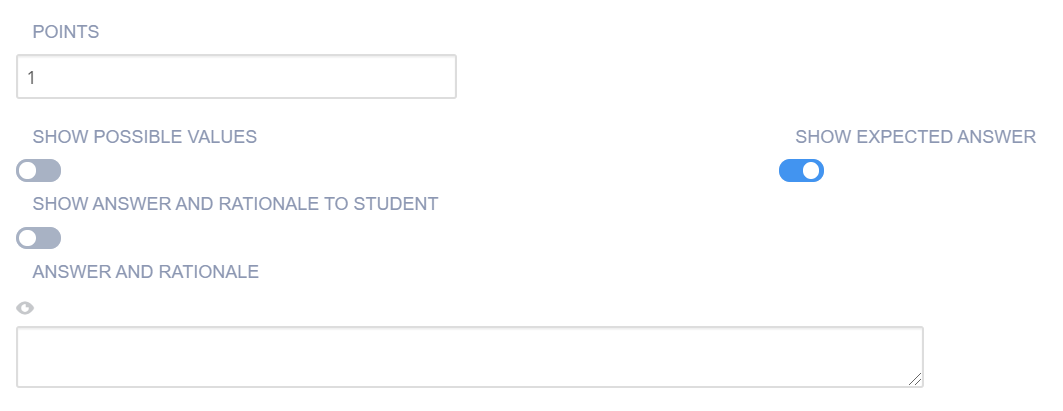 POINTS
1
SHOW POSSIBLE VALUES
SHOW EXPECTED ANSWER
SHOW ANSWER AND RATIONALE TO STUDENT
ANSWER AND RATIONALE